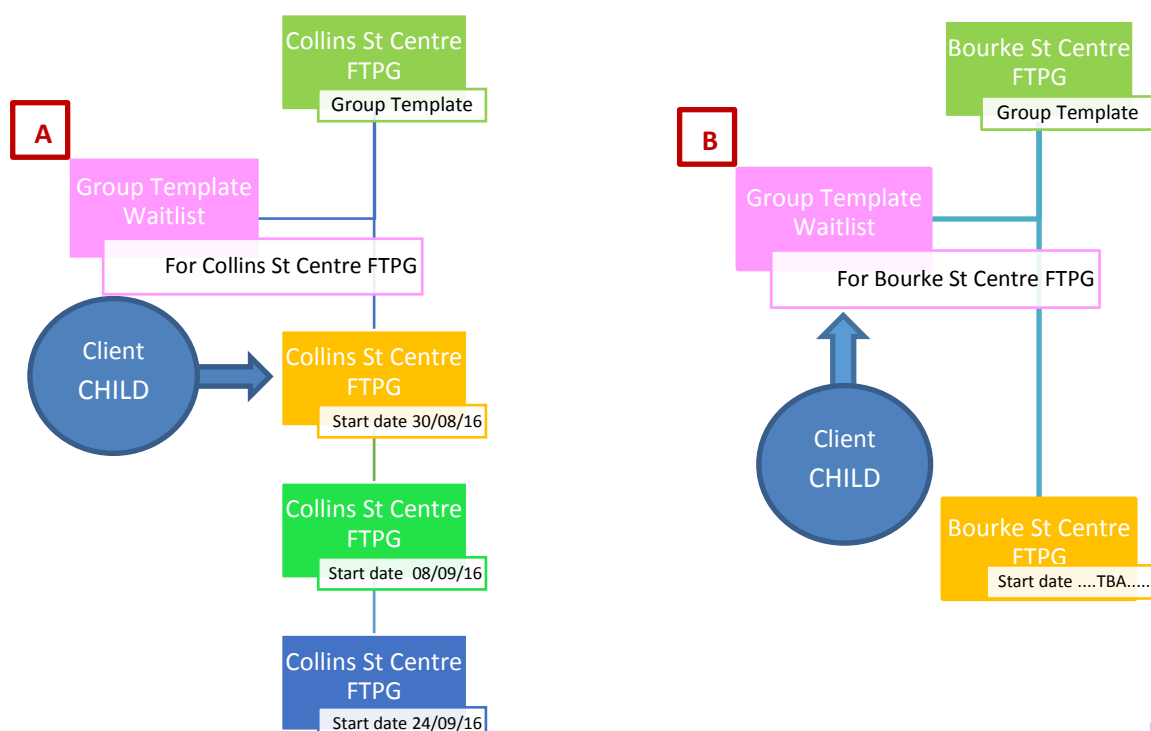 A
Collins St Centre
FTPG
Group Template
Group Template
Waitlist
For Collins St Centre FTPG
Client
CHILD
Collins St Centre
FTPG
Start date 30/08/16
Collins St Centre
FTPG
Start date 08/09/16
Collins St Centre
FTPG
Start date 24/09/16
B
Bourke St Centre
FTPG
Group Template
Group Template
Waitlist
For Bourke St Centre FTPG
Client
CHILD
Bourke St Centre
FTPG
Start date ....TBA.....